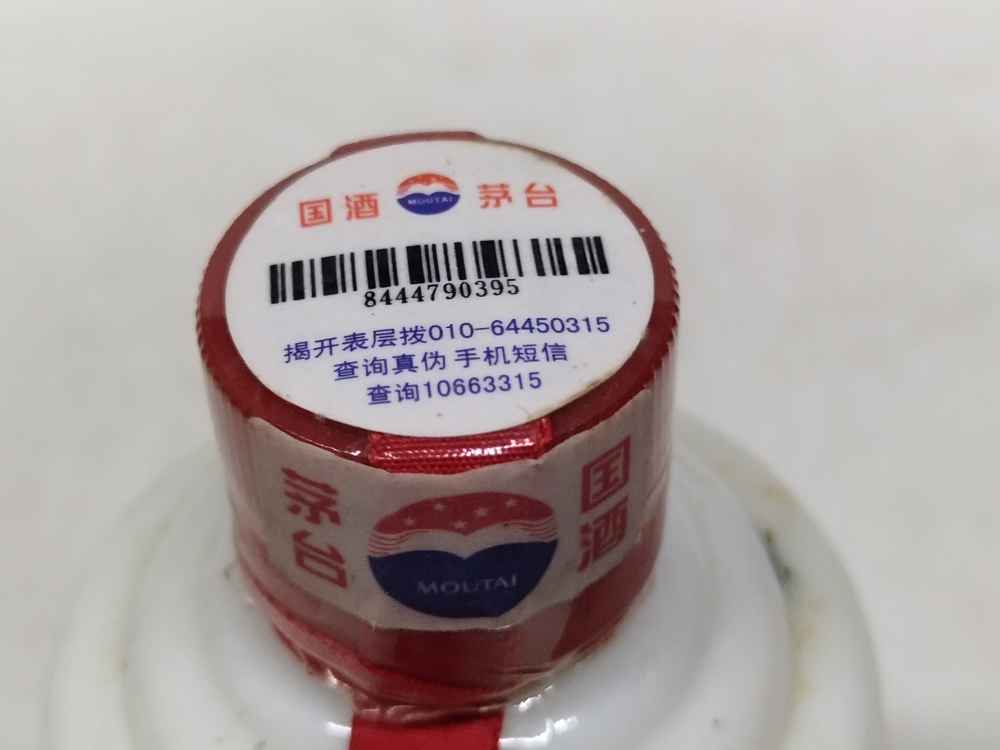 国酒 MOUTAI 茅台
8444790395
揭开表层拨010-64450315
查询真伪 手机短信
查询10663315
茅台
MOUTAI
国酒